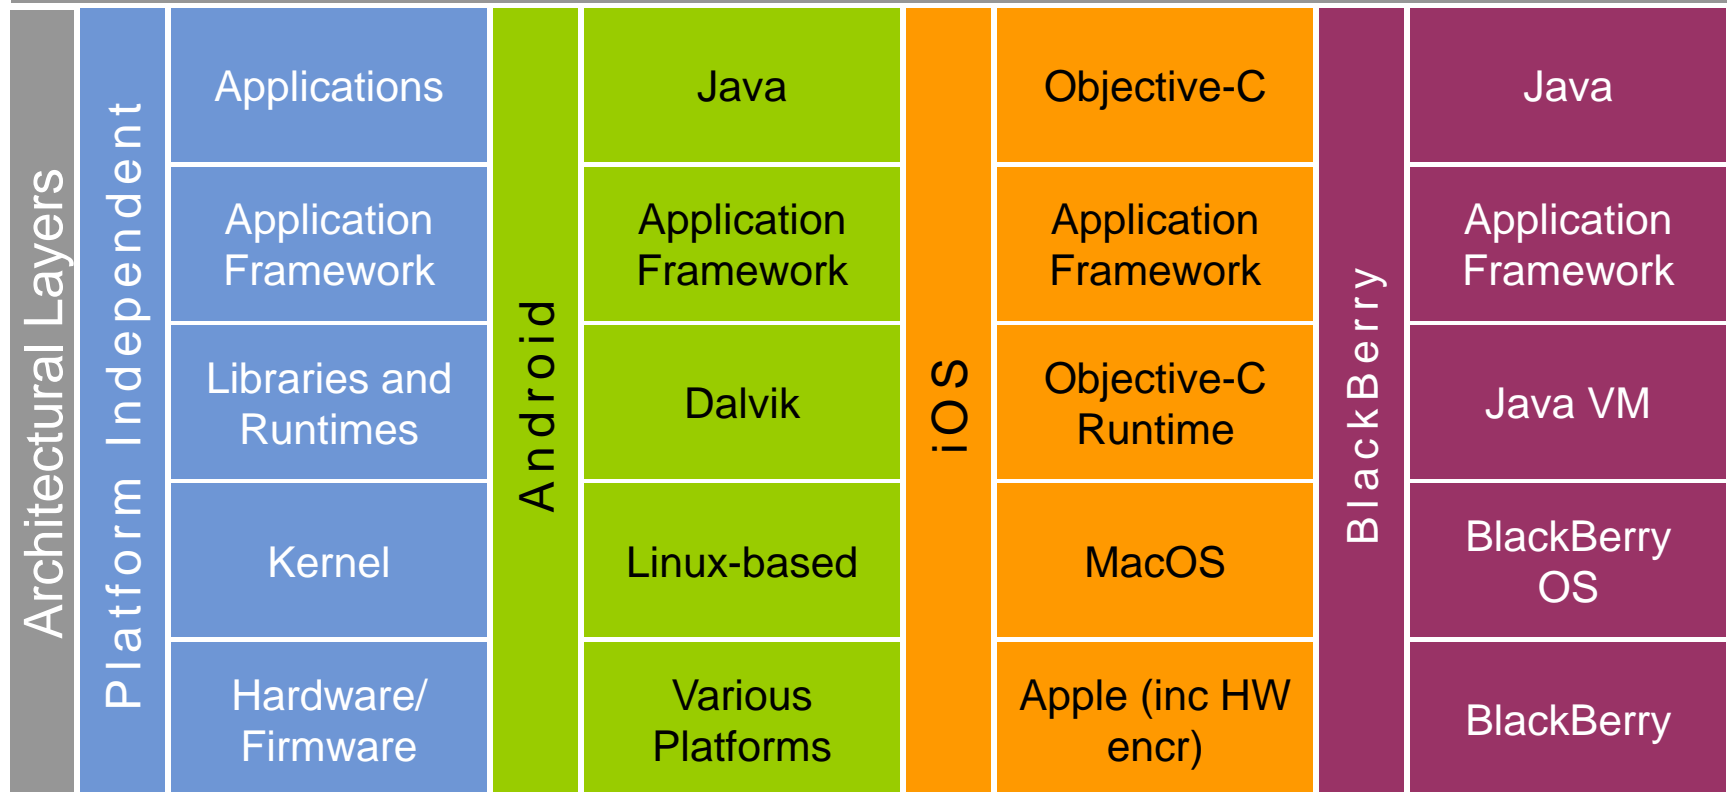 Architectural Layers
Platform Independent
Applications
Application
Framework
Libraries and
Runtimes
Kernel
Hardware/
Firmware
Android
Java
Application
Framework
Dalvik
Linux-based
Various
Platforms
iOS
Objective-C
Application
Framework
Objective-C
Runtime
MacOS
Apple (inc HW
encr)
BlackBerry
Java
Application
Framework
Java VM
BlackBerry
OS
BlackBerry